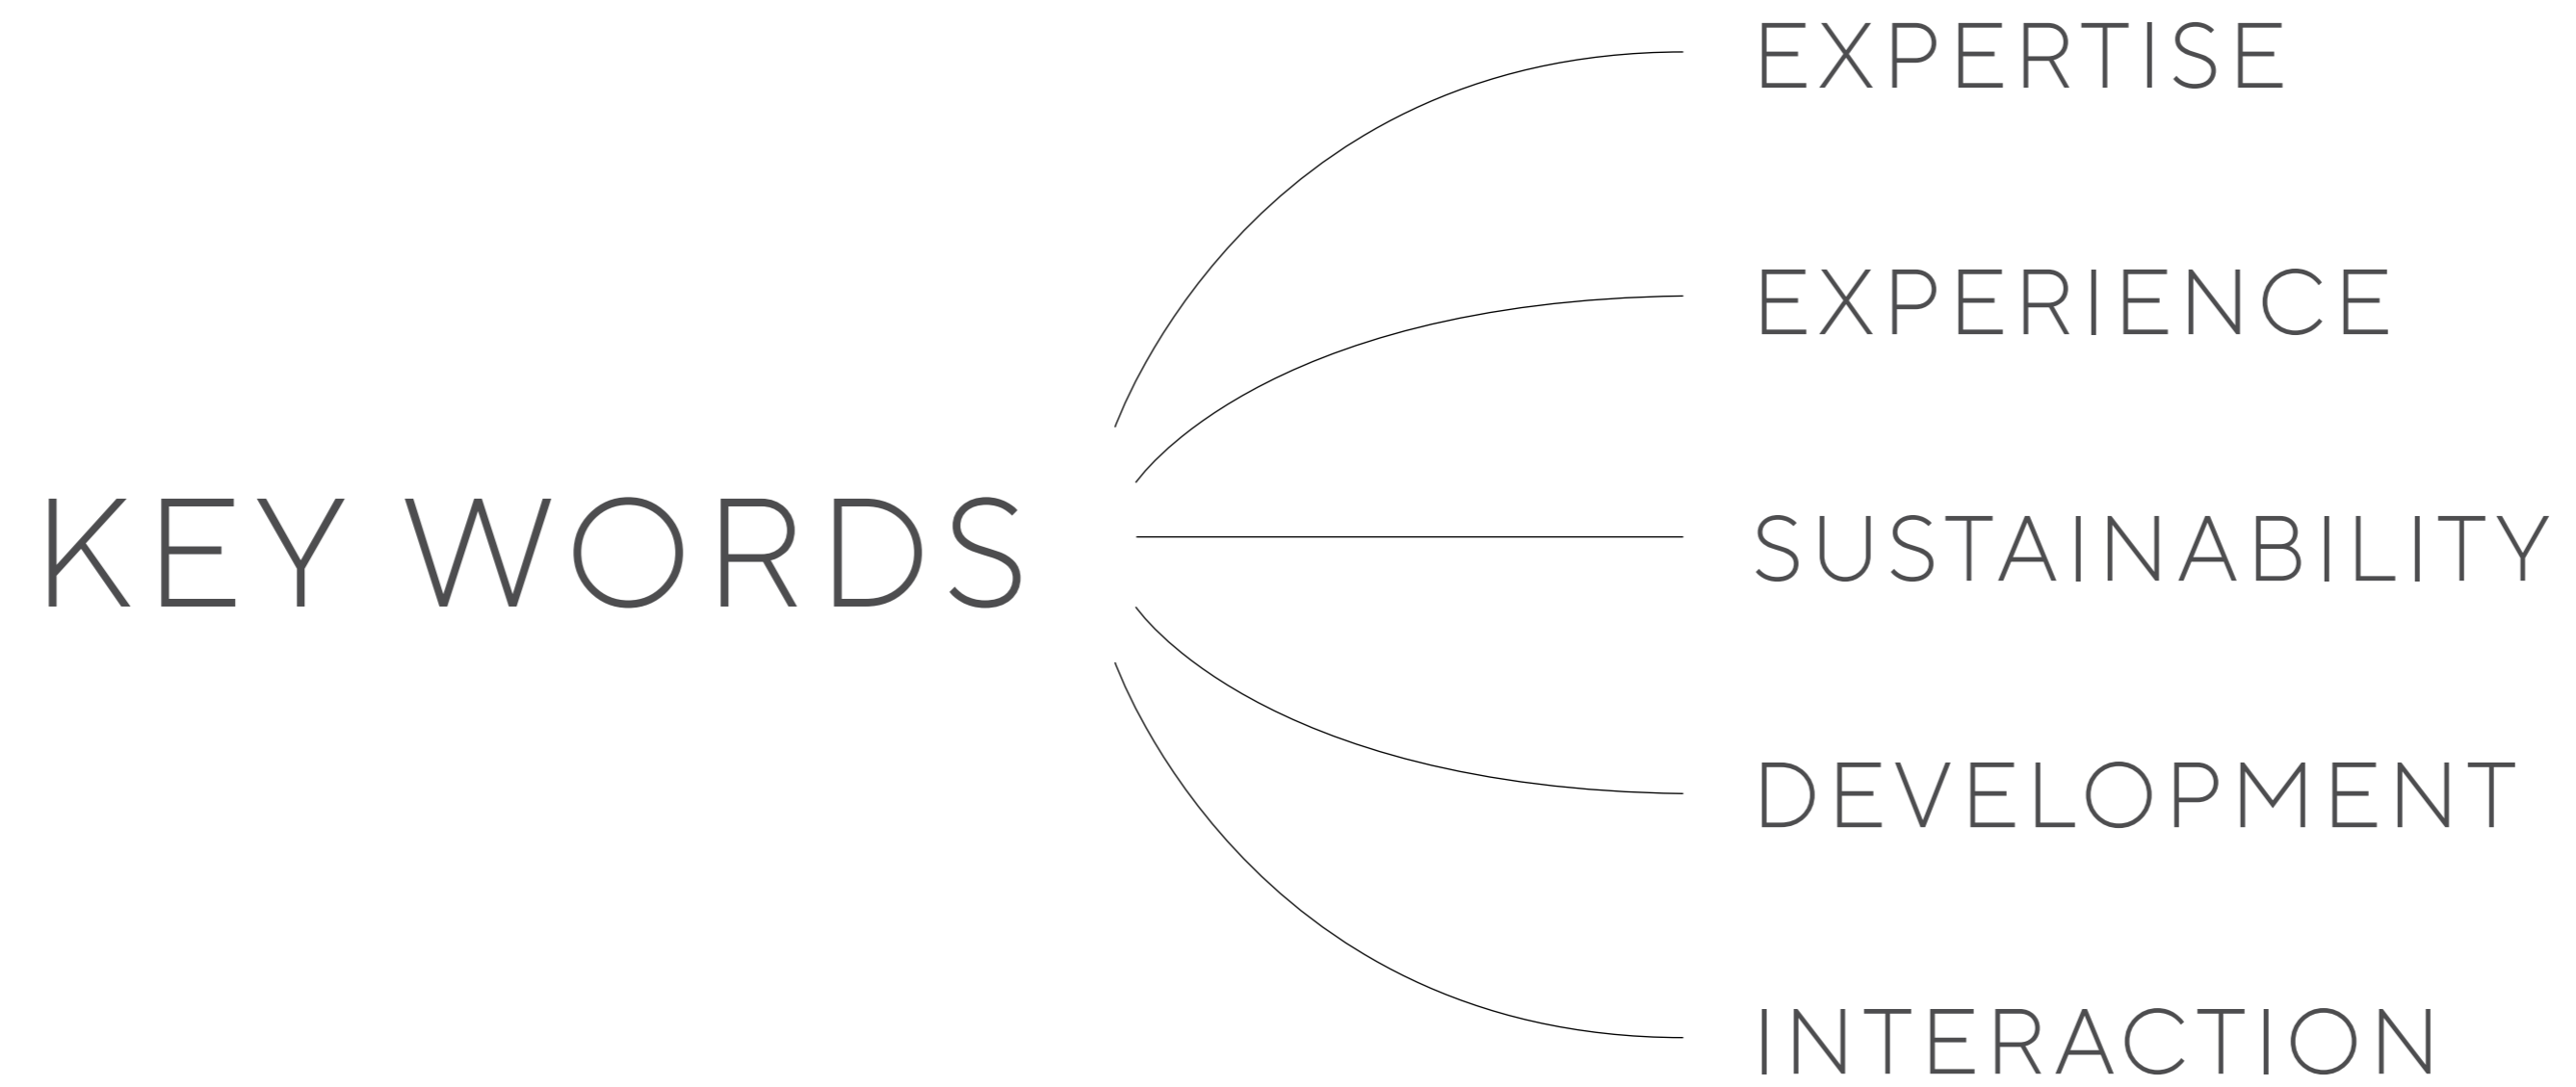 KEY WORDS
EXPERTISE
EXPERIENCE
SUSTAINABILITY
DEVELOPMENT
INTERACTION